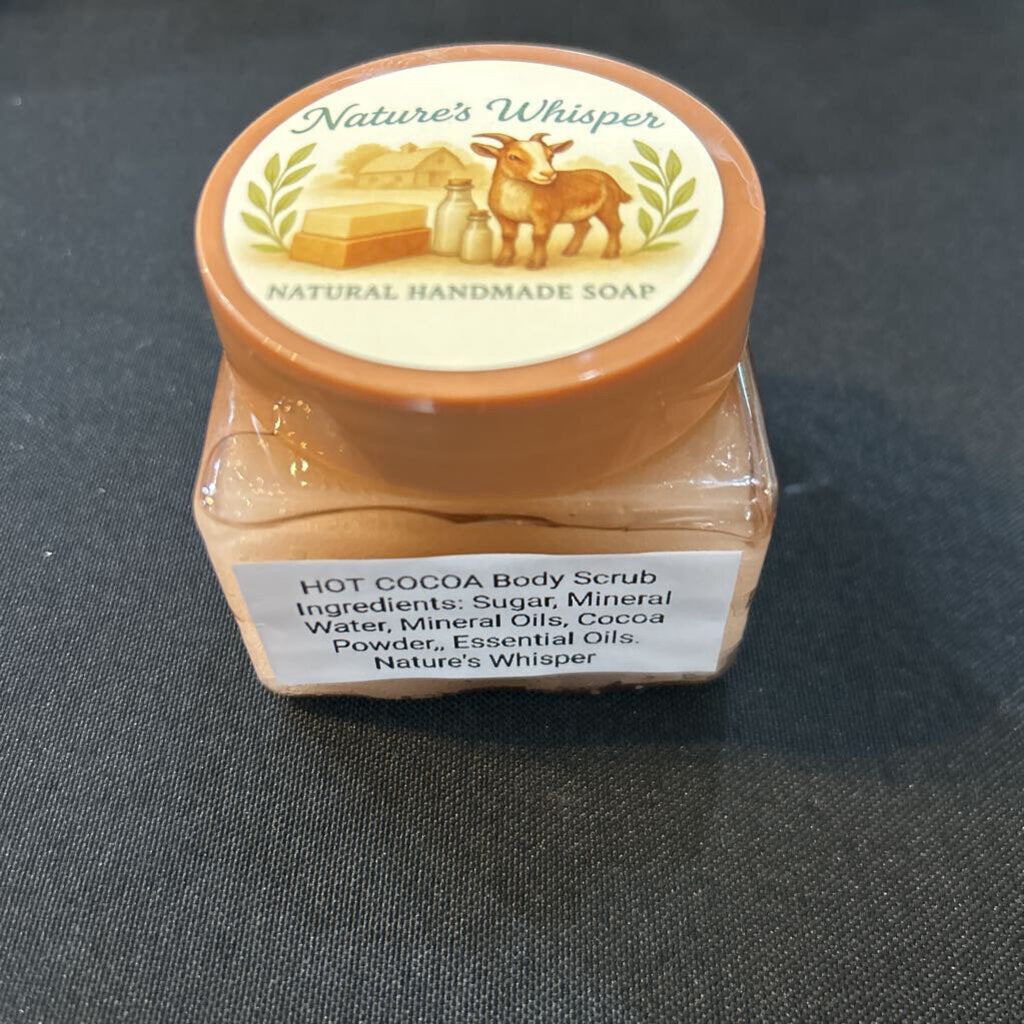 Nature's Whisper
NATURAL HANDMADE SOAP
HOT COCOA Body Scrub
Ingredients: Sugar, Mineral
Water, Mineral Oils, Cocoa
Powder,, Essential Oils.
Nature's Whisper